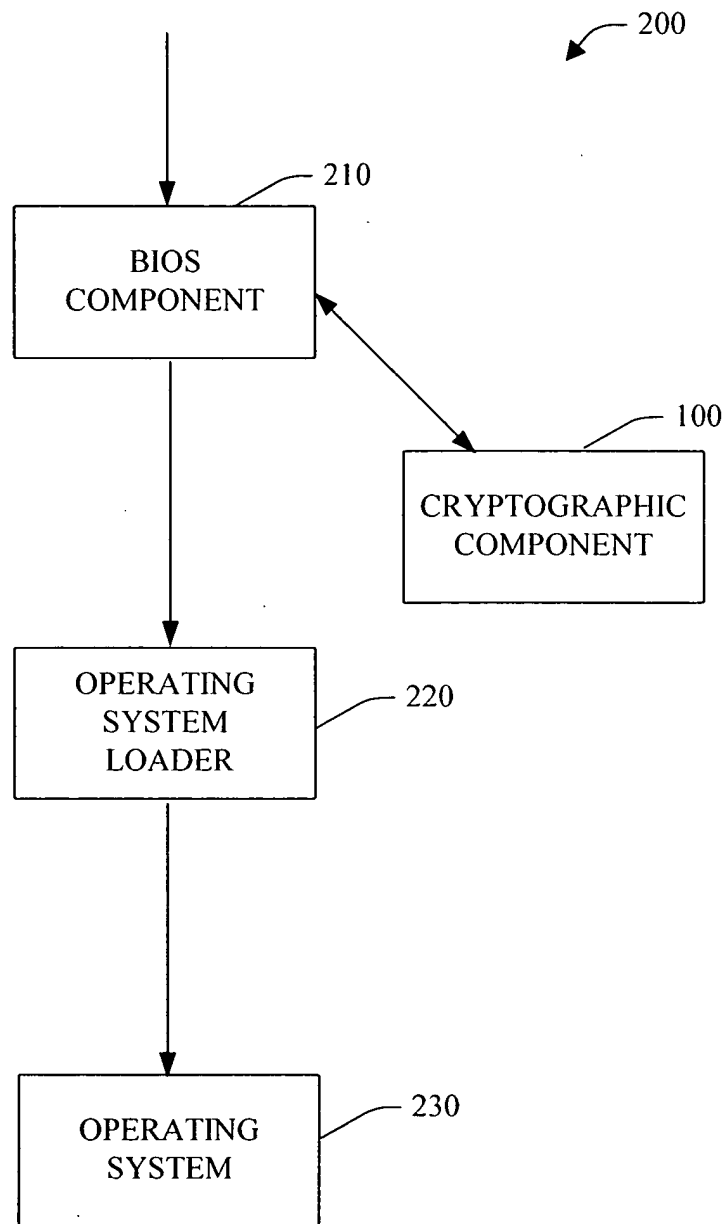 200
210
BIOS
COMPONENT
100
CRYPTOGRAPHIC
COMPONENT
OPERATING
SYSTEM
LOADER
220
OPERATING
SYSTEM
230